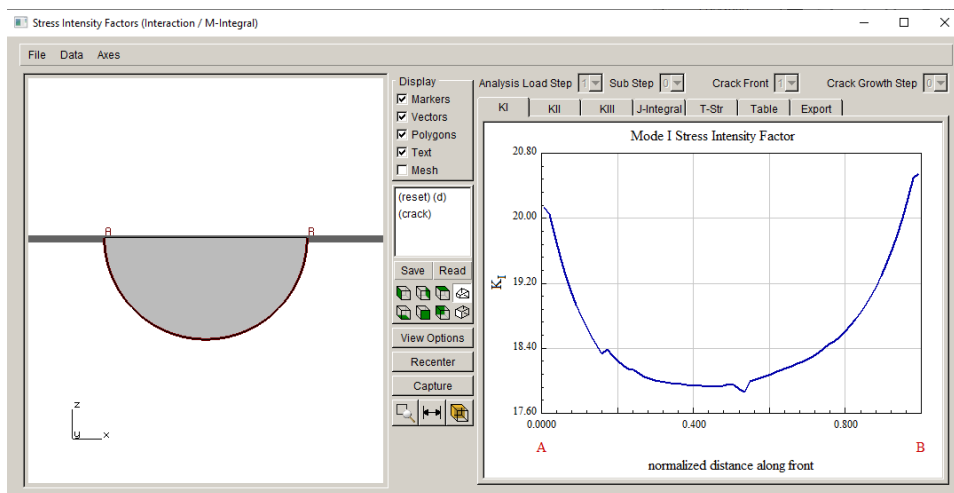 Stress Intensity Factors (Interaction / M-Integral)
File Data Axes
Display
Markers
Vectors
Polygons
Text
Mesh
(reset) (d)
(crack)
Save Read
View Options
Recenter
Capture
A B
z
y x
Analysis Load Step 1 Sub Step 0 Crack Front 1 Crack Growth Step 0
KI KII KIII J-Integral T-Str Table Export
Mode I Stress Intensity Factor
20.80
20.00
19.20
18.40
17.60
KI
0.0000 0.400 0.800
A B
normalized distance along front